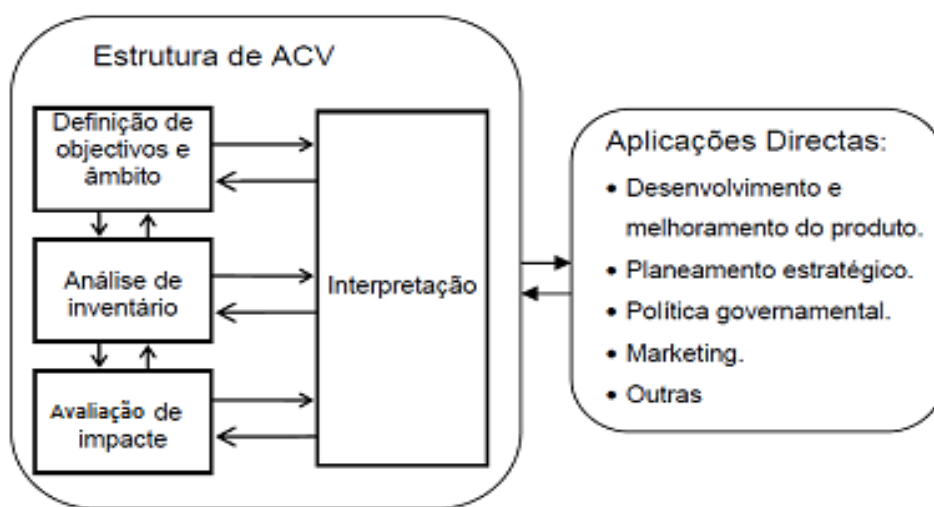 Estrutura de ACV
Definição de
objectivos e
âmbito
Análise de
inventário
Avaliação de
impacte
Interpretação
Aplicações Directas:
• Desenvolvimento e
melhoramento do produto.
• Planeamento estratégico.
• Política governamental.
• Marketing.
• Outras